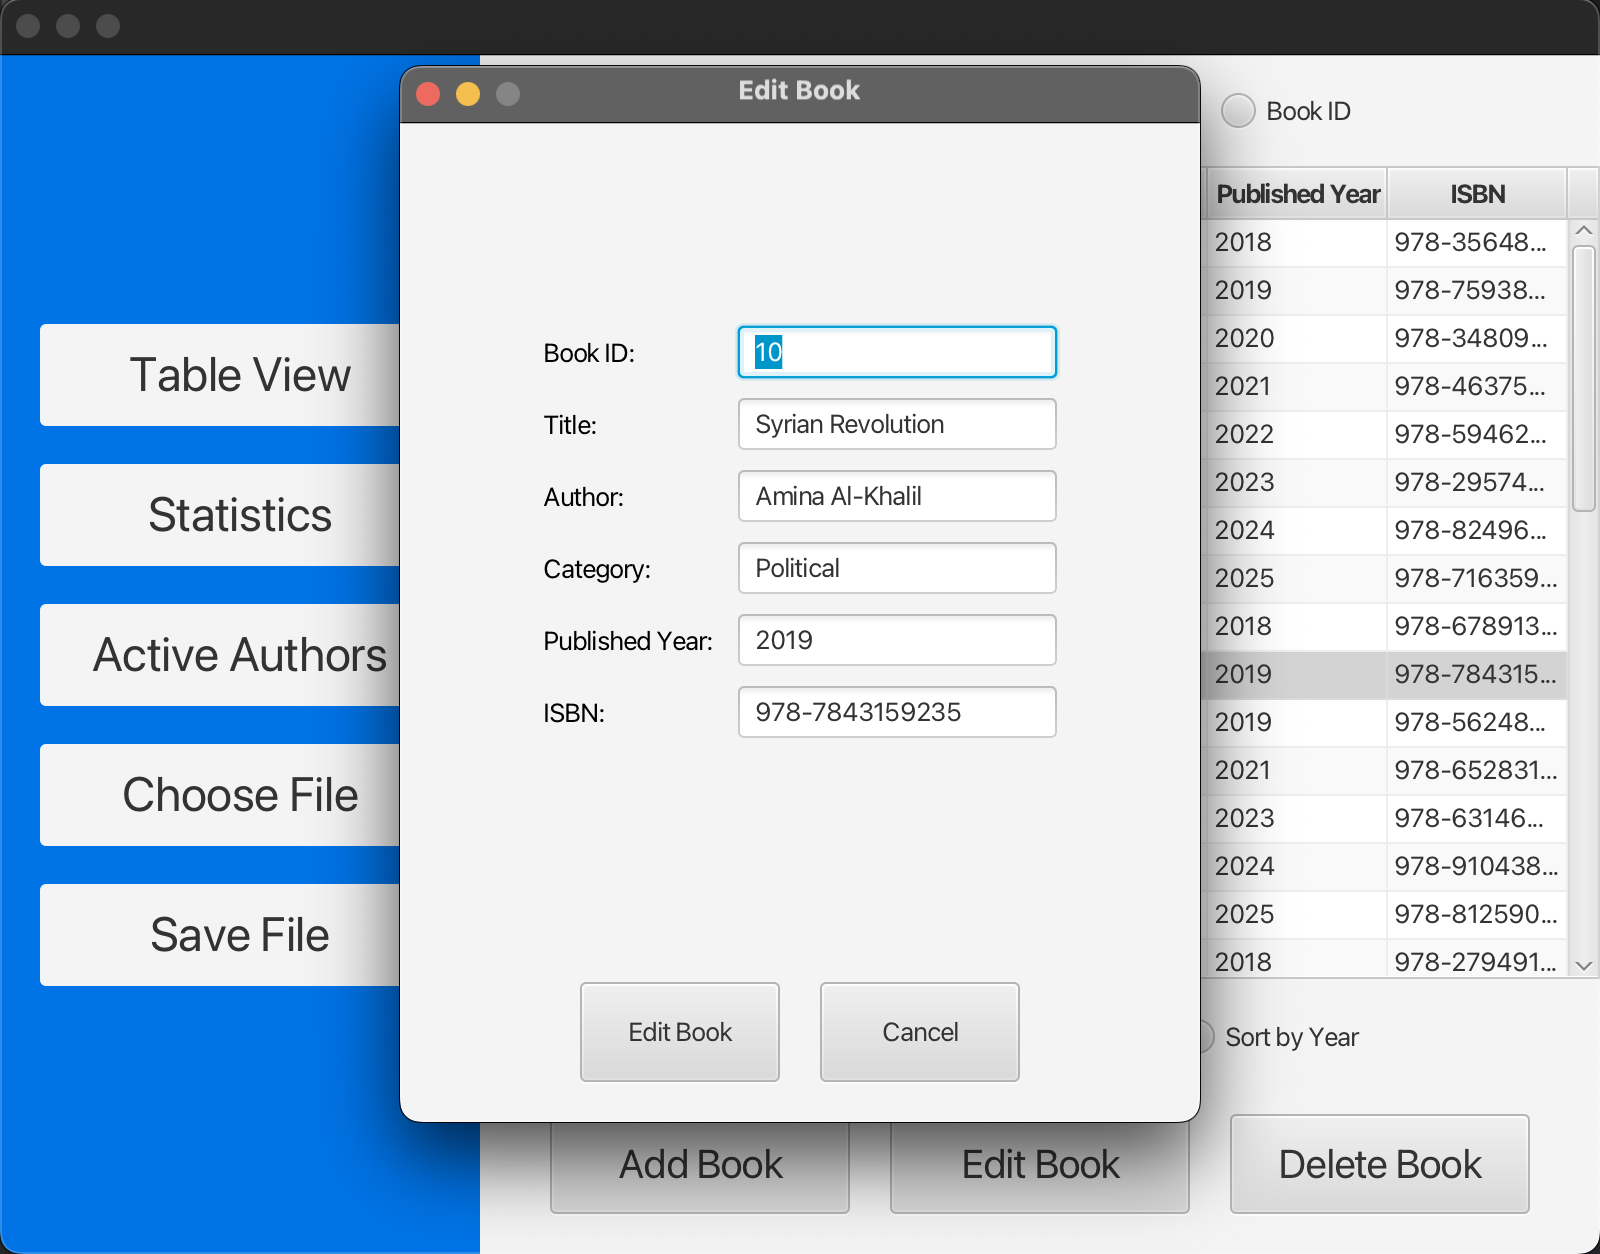 Edit Book
Book ID
Published Year ISBN
2018 978-35648...
2019 978-75938...
2020 978-34809...
2021 978-46375...
2022 978-59462...
2023 978-29574...
2024 978-82496...
2025 978-716359...
2018 978-678913...
2019 978-784315...
2019 978-56248...
2021 978-652831...
2023 978-63146...
2024 978-910438...
2025 978-812590...
2018 978-279491...
Table View
Statistics
Active Authors
Choose File
Save File
Book ID: 10
Title: Syrian Revolution
Author: Amina Al-Khalil
Category: Political
Published Year: 2019
ISBN: 978-7843159235
Edit Book Cancel
Sort by Year
Add Book Edit Book Delete Book